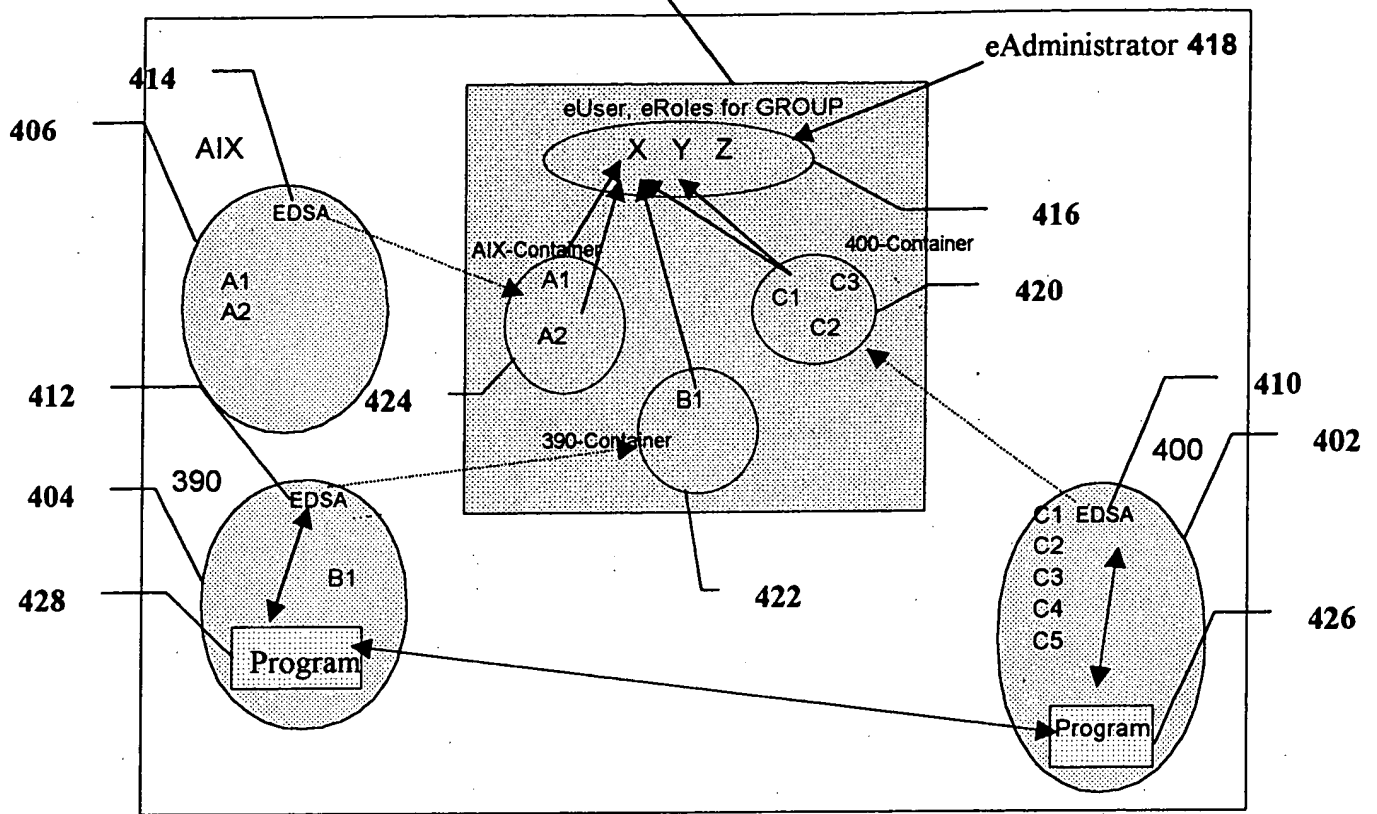 eAdministrator 418
414
eUser, eRoles for GROUP
406
AIX
X Y Z
EDSA
416
AIX-Container
400-Container
A1
A2
A1
A2
C1
C3
C2
420
412
424
B1
410
390-Container
400
402
404
390
EDSA
C1 EDSA
C2
C3
C4
C5
B1
422
428
426
Program
Program